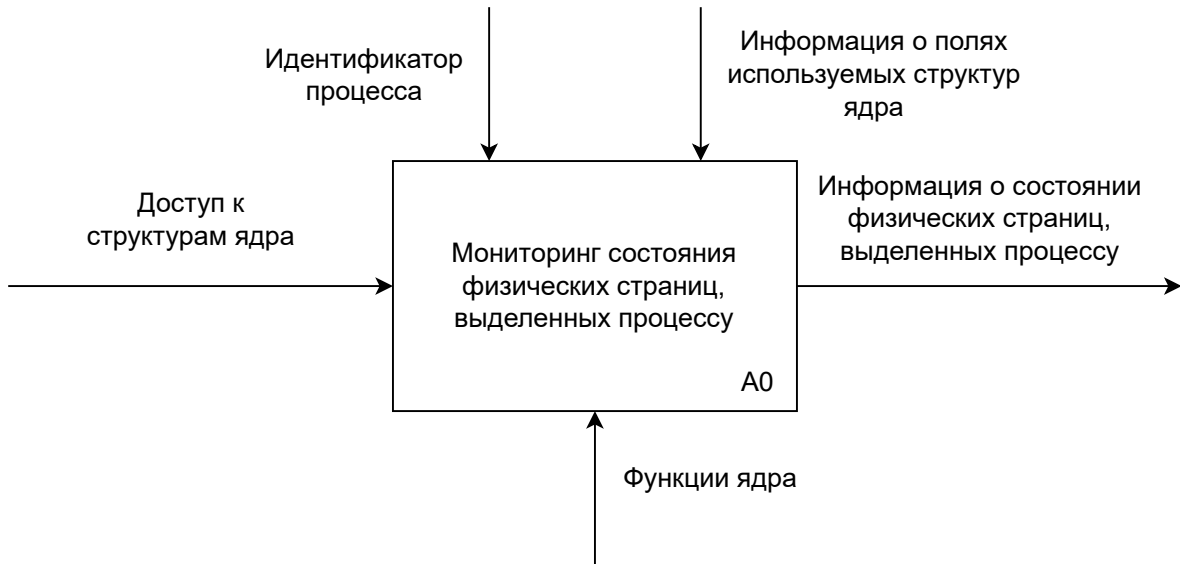 Идентификатор
процесса
Информация о полях
используемых структур
ядра
Доступ к
структурам ядра
Мониторинг состояния
физических страниц,
выделенных процессу
A0
Информация о состоянии
физических страниц,
выделенных процессу
Функции ядра